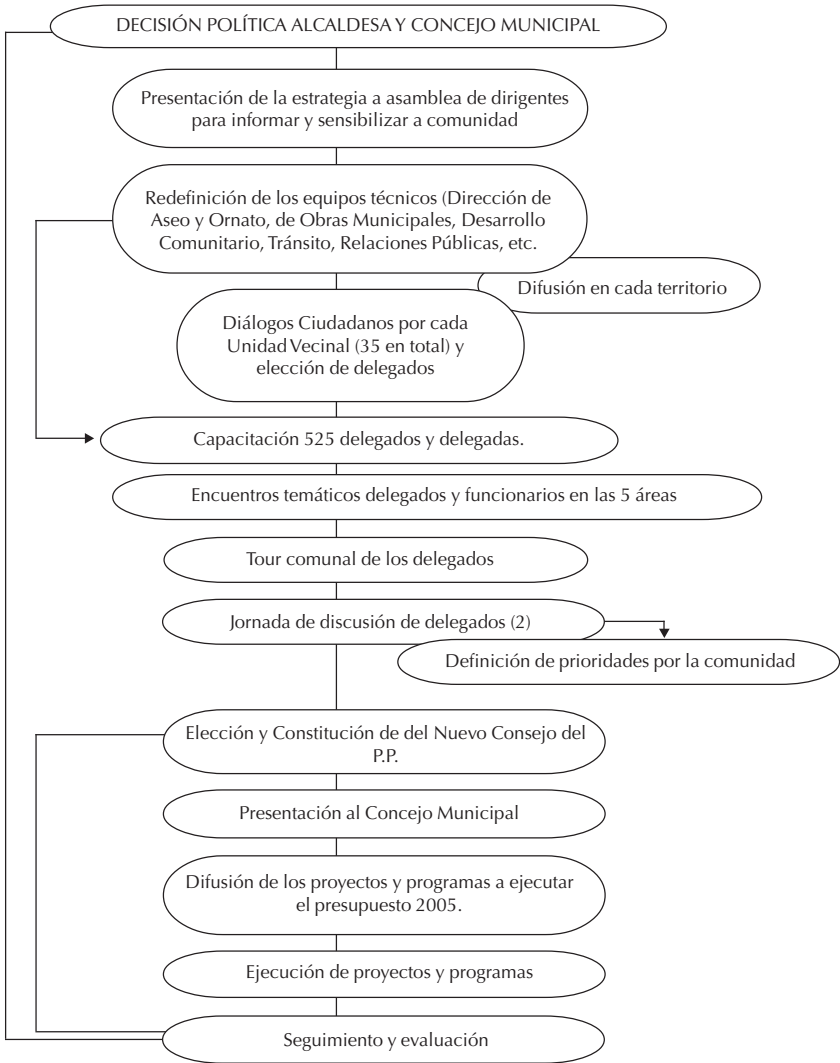 DECISIÓN POLÍTICA ALCALDESA Y CONCEJO MUNICIPAL
Presentación de la estrategia a asamblea de dirigentes
para informar y sensibilizar a comunidad
Redefinición de los equipos técnicos (Dirección de
Aseo y Ornato, de Obras Municipales, Desarrollo
Comunitario, Tránsito, Relaciones Públicas, etc.
Difusión en cada territorio
Diálogos Ciudadanos por cada
Unidad Vecinal (35 en total) y
elección de delegados
Capacitación 525 delegados y delegadas.
Encuentros temáticos delegados y funcionarios en las 5 áreas
Tour comunal de los delegados
Jornada de discusión de delegados (2)
Definición de prioridades por la comunidad
Elección y Constitución de del Nuevo Consejo del
P.P.
Presentación al Concejo Municipal
Difusión de los proyectos y programas a ejecutar
el presupuesto 2005.
Ejecución de proyectos y programas
Seguimiento y evaluación